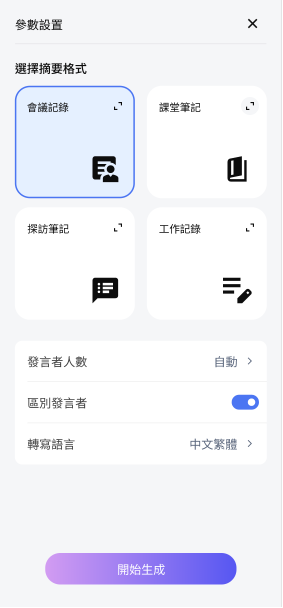 參數設置
選擇摘要格式
會議記錄
課堂筆記
採訪筆記
工作記錄
發言者人數 自動
區別發言者
轉寫語言 中文繁體
開始生成